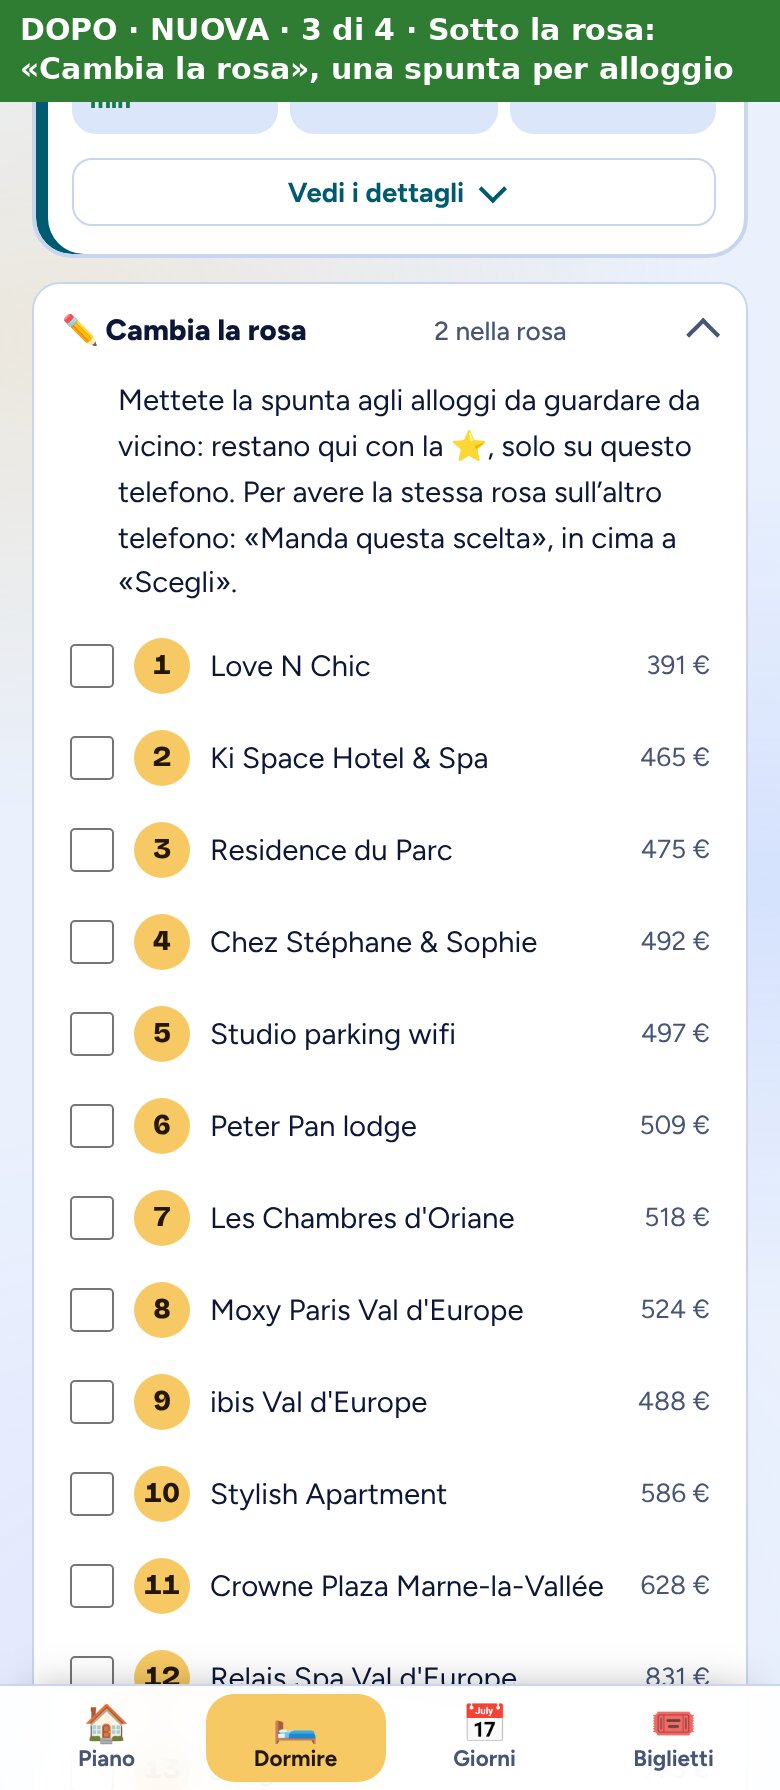 DOPO · NUOVA · 3 di 4 · Sotto la rosa:
«Cambia la rosa», una spunta per alloggio
Vedi i dettagli
✏️ Cambia la rosa 2 nella rosa
Mettete la spunta agli alloggi da guardare da
vicino: restano qui con la ⭐, solo su questo
telefono. Per avere la stessa rosa sull’altro
telefono: «Manda questa scelta», in cima a
«Scegli».
1 Love N Chic 391 €
2 Ki Space Hotel & Spa 465 €
3 Residence du Parc 475 €
4 Chez Stéphane & Sophie 492 €
5 Studio parking wifi 497 €
6 Peter Pan lodge 509 €
7 Les Chambres d'Oriane 518 €
8 Moxy Paris Val d'Europe 524 €
9 ibis Val d'Europe 488 €
10 Stylish Apartment 586 €
11 Crowne Plaza Marne-la-Vallée 628 €
12 Relais Spa Val d'Europe 831 €
July
17
Piano Dormire Giorni Biglietti